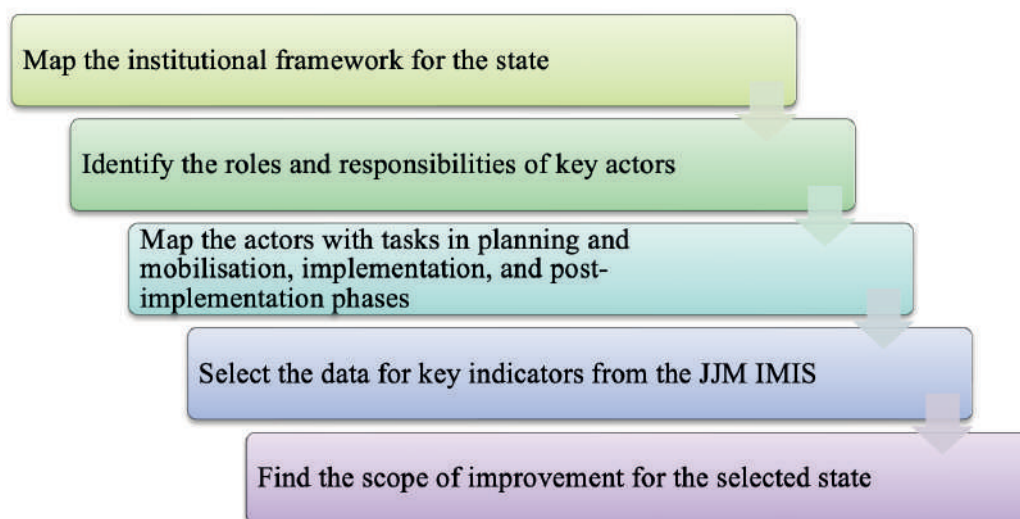 Map the institutional framework for the state
Identify the roles and responsibilities of key actors
Map the actors with tasks in planning and
mobilisation, implementation, and post-
implementation phases
Select the data for key indicators from the JJM IMIS
Find the scope of improvement for the selected state